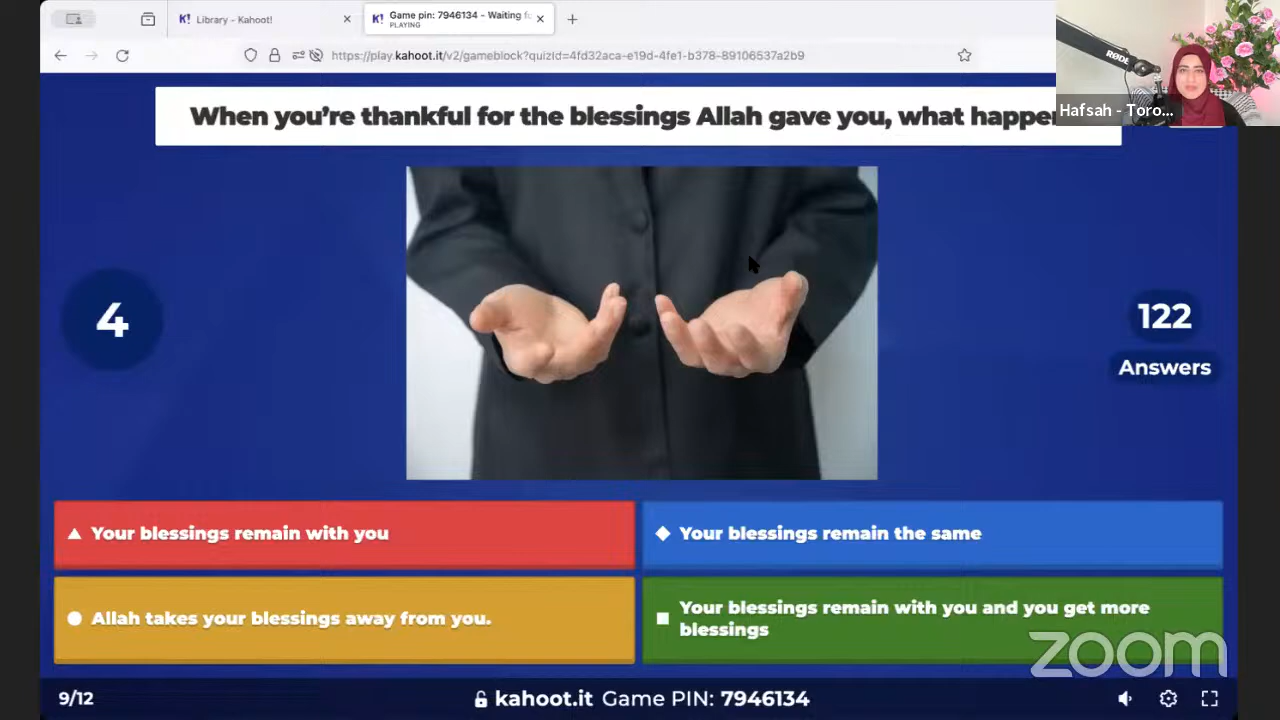 Library - Kahoot!
Game pin: 7946134 - Waiting
PLAYING
https://play.kahoot.it/v2/gameblock?quizId=4fd32aca-e19d-4fe1-b378-89106537a2b9
RØDE
Hafsah - Toro...
When you're thankful for the blessings Allah gave you, what happe
4
122
Answers
Your blessings remain with you
Your blessings remain the same
Allah takes your blessings away from you.
Your blessings remain with you and you get more
blessings
zoom
9/12
kahoot.it Game PIN: 7946134